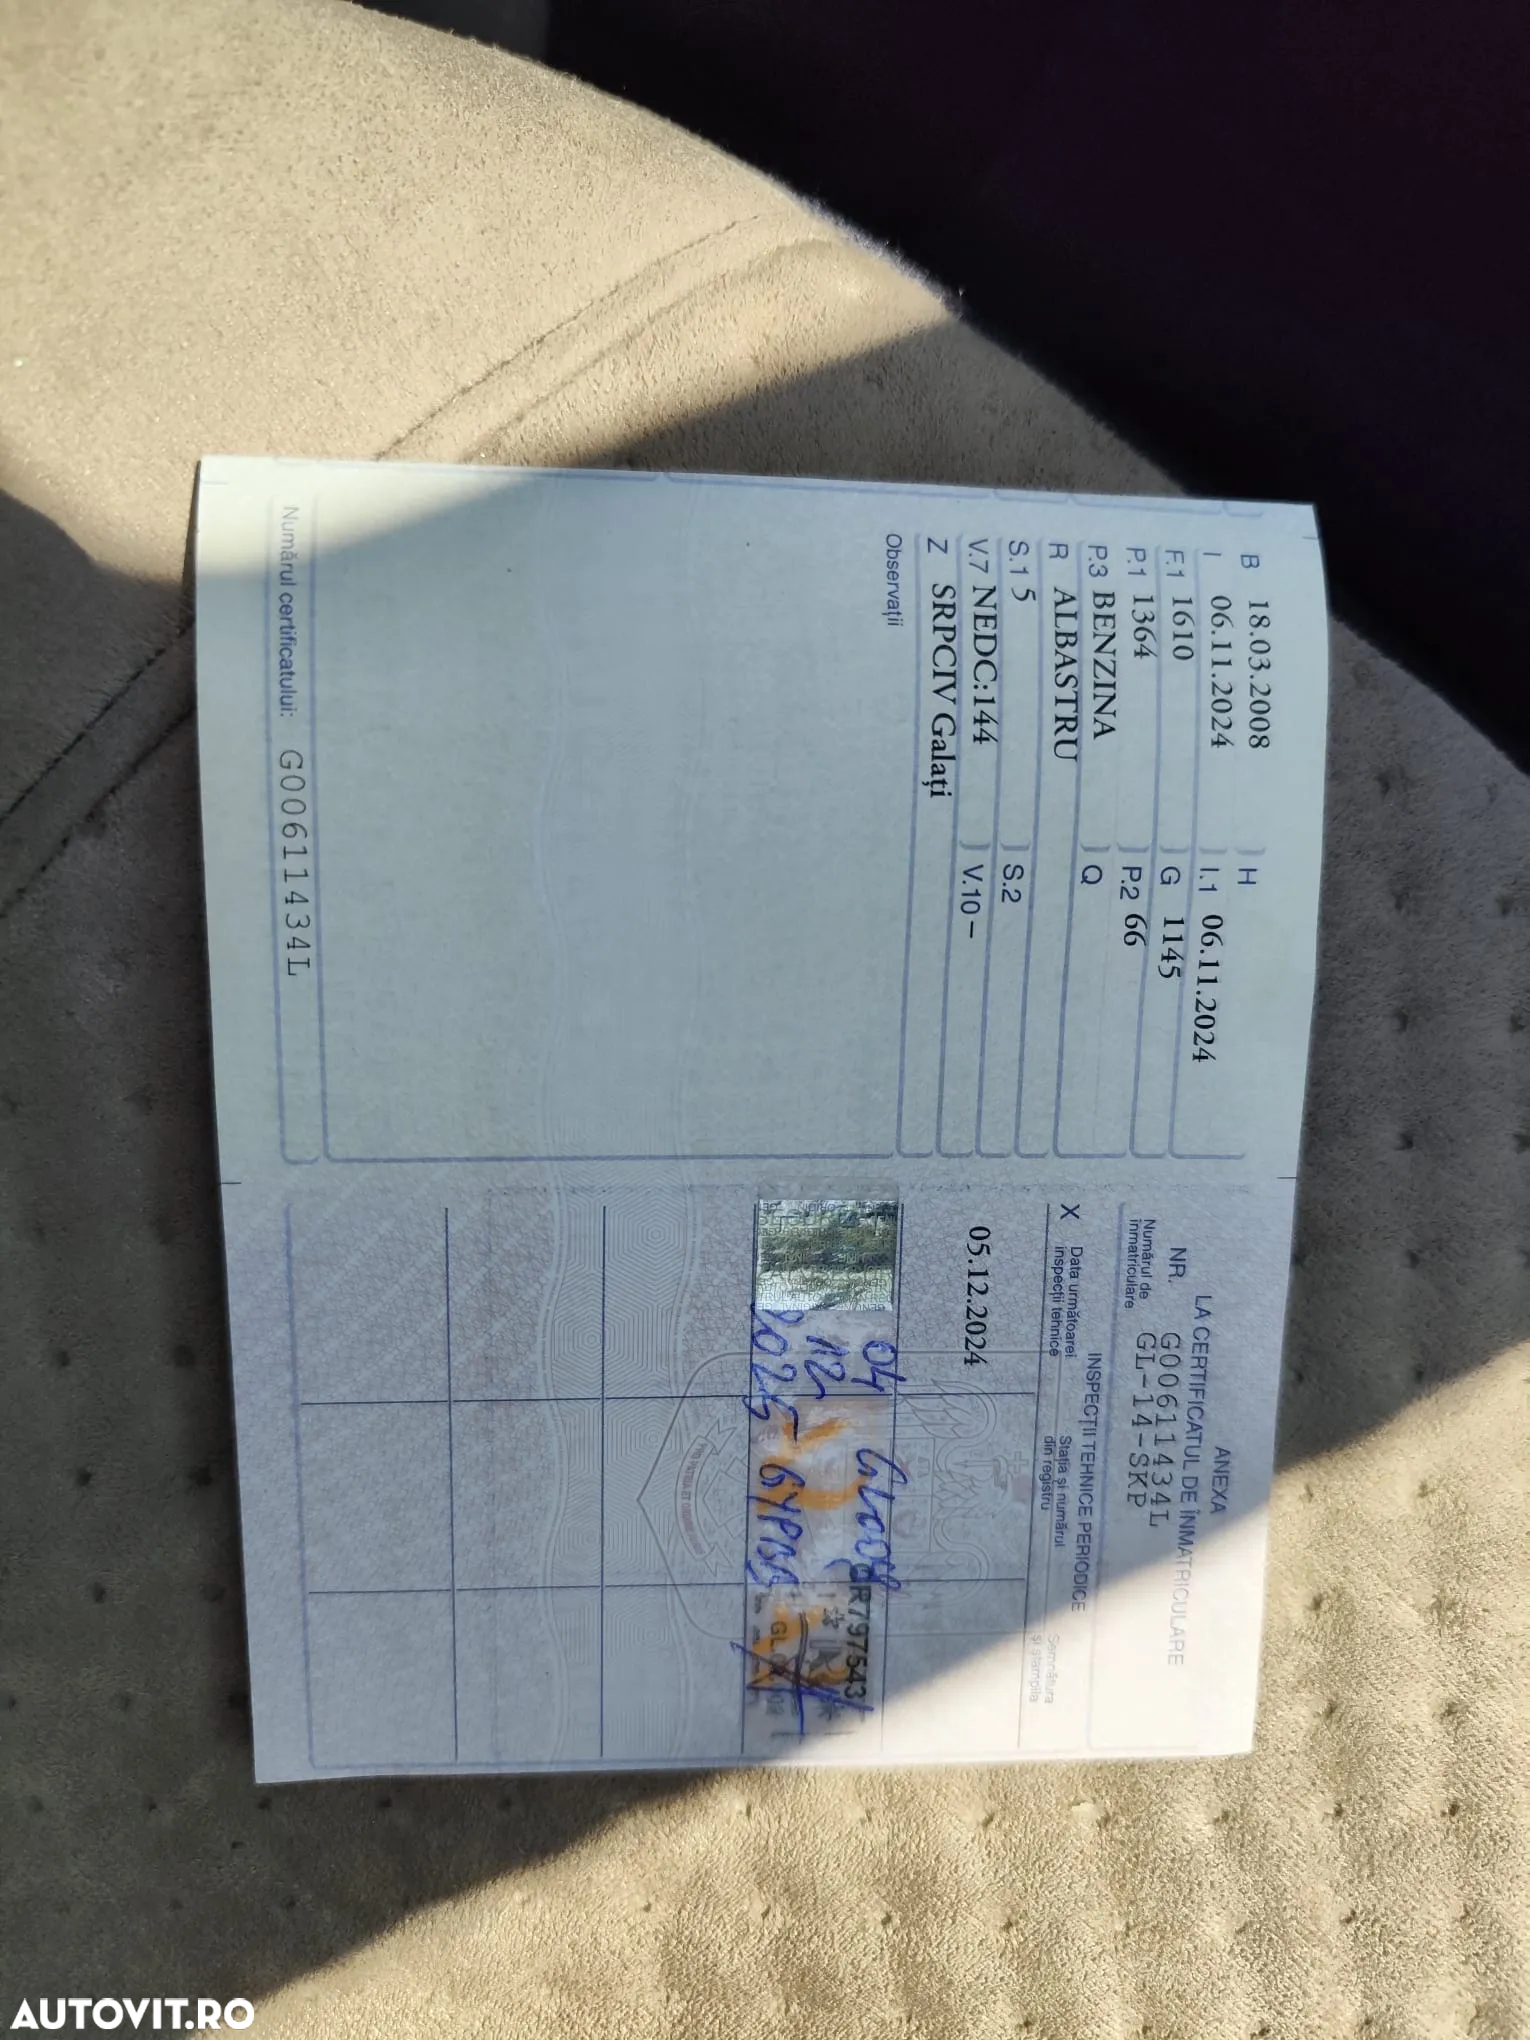 B 18.03.2008 H
I 06.11.2024 I.1 06.11.2024
F.1 1610 G 1145
P.1 1364 P.2 66
P.3 BENZINA Q
R ALBASTRU
S.1 5 S.2
V.7 NEDC:144 V.10 –
Z SRPCIV Galați
Observații
Numărul certificatului: G00611434L
ANEXA
LA CERTIFICATUL DE ÎNMATRICULARE
NR. G00611434L
Numărul de
înmatriculare GL-14-SKP
INSPECȚII TEHNICE PERIODICE
X Data următoarei
inspecții tehnice
Stația și numărul
din registru
Semnătura
și ștampila
05.12.2024
04
12
2025
R797543
GL
AUTOVIT.RO